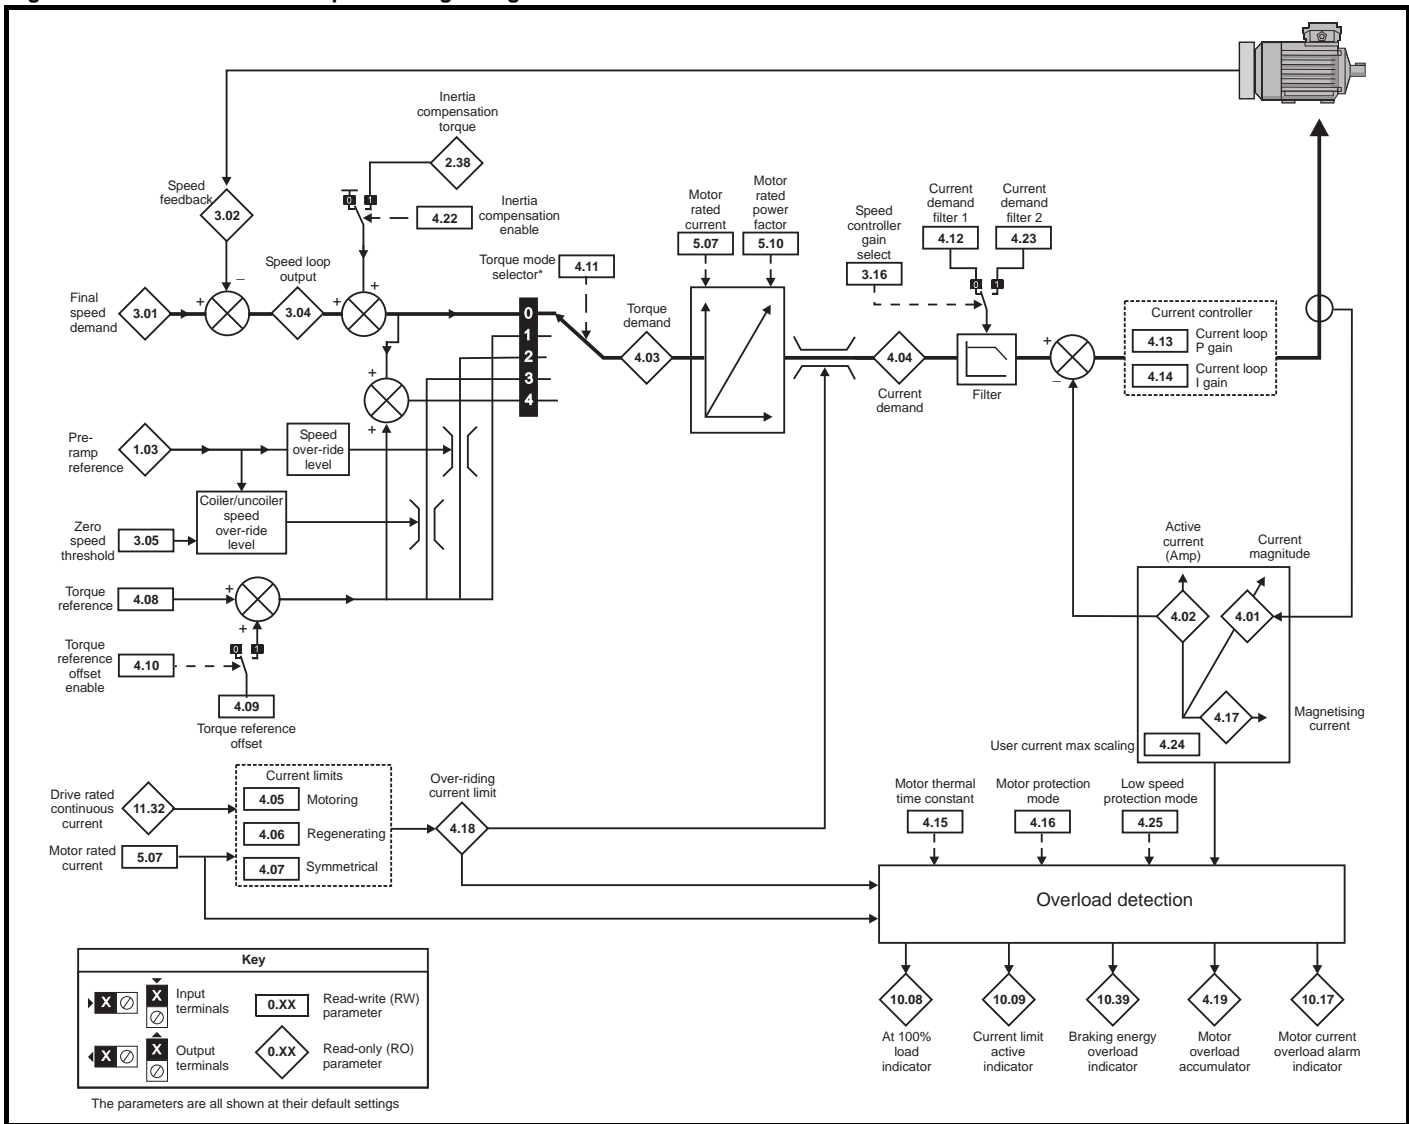 Inertia
compensation
torque
2.38
Speed
feedback
3.02
0 1
4.22
Inertia
compensation
enable
Speed loop
output
3.04
Final
speed
demand
3.01
+
–
+
+
Torque mode
selector*
4.11
0
1
2
3
4
Torque
demand
4.03
Motor
rated
current
5.07
Motor
rated
power
factor
5.10
Speed
controller
gain
select
3.16
Current
demand
filter 1
4.12
Current
demand
filter 2
4.23
0 1
4.04
Current
demand
Filter
+
–
Current controller
4.13
Current loop
P gain
4.14
Current loop
I gain
+
+
Pre-
ramp
reference
1.03
Speed
over-ride
level
Coiler/uncoiler
speed
over-ride
level
Zero
speed
threshold
3.05
Torque
reference
4.08
+
+
Torque
reference
offset
enable
4.10
0 1
4.09
Torque reference
offset
Active
current
(Amp)
Current
magnitude
4.02
4.01
4.17
Magnetising
current
User current max scaling
4.24
Drive rated
continuous
current
11.32
Motor rated
current
5.07
Current limits
4.05
Motoring
4.06
Regenerating
4.07
Symmetrical
Over-riding
current limit
4.18
Motor thermal
time constant
4.15
Motor protection
mode
4.16
Low speed
protection mode
4.25
Overload detection
10.08
At 100%
load
indicator
10.09
Current limit
active
indicator
10.39
Braking energy
overload
indicator
4.19
Motor
overload
accumulator
10.17
Motor current
overload alarm
indicator
Key
X
X
Input
terminals
0.XX
Read-write (RW)
parameter
X
X
Output
terminals
0.XX
Read-only (RO)
parameter
The parameters are all shown at their default settings